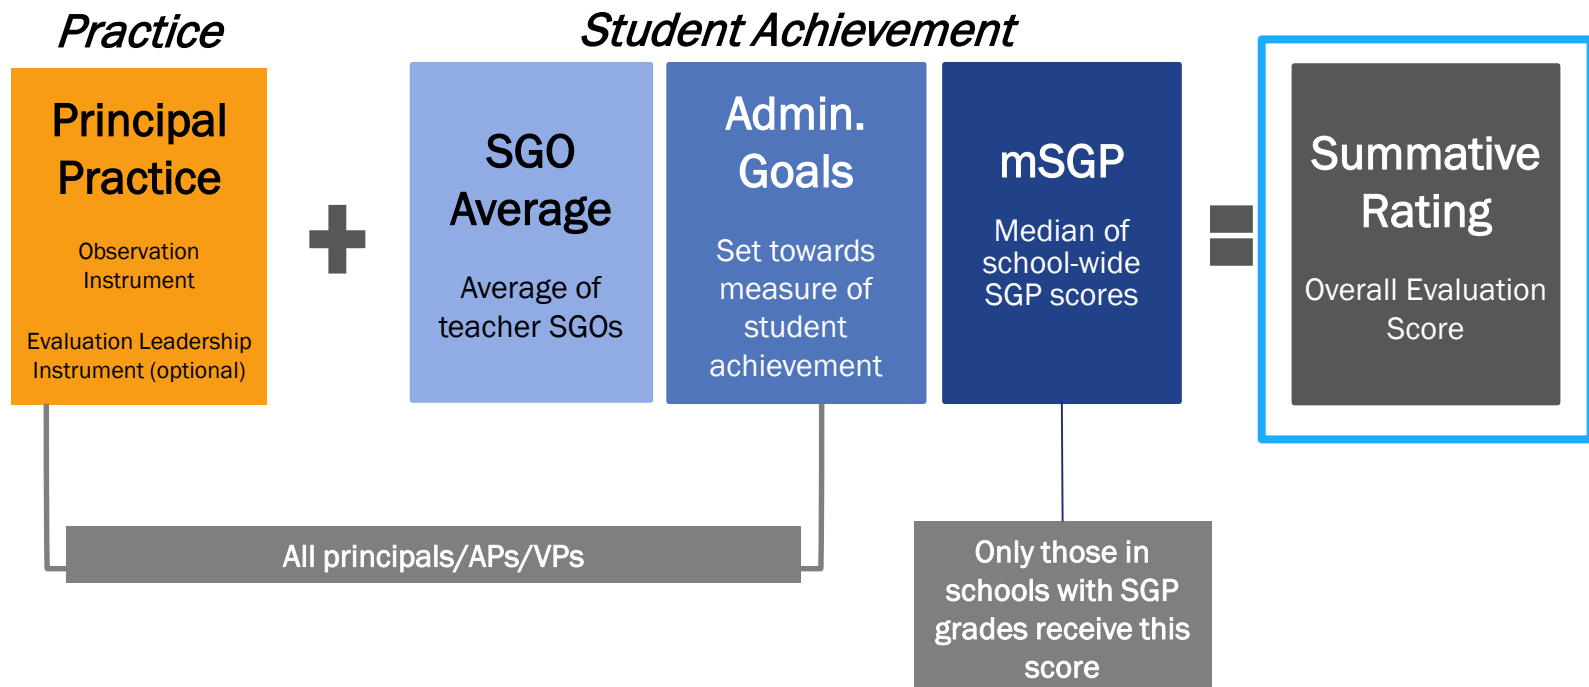 Practice
Student Achievement
Principal
Practice
Observation
Instrument
Evaluation Leadership
Instrument (optional)
SGO
Average
Average of
teacher SGOs
Admin.
Goals
Set towards
measure of
student
achievement
mSGP
Median of
school-wide
SGP scores
Summative
Rating
Overall Evaluation
Score
All principals/APs/VPs
Only those in
schools with SGP
grades receive this
score